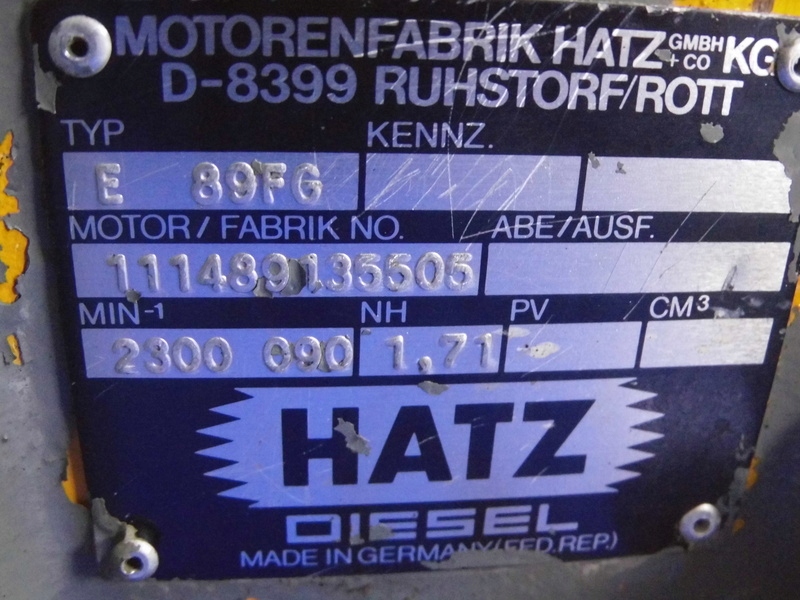 MOTORENFABRIK HATZ GMBH + CO KG
D-8399 RUHSTORF/ROTT
TYP KENNZ.
E 89FG
MOTOR / FABRIK NO. ABE/AUSF.
111489135505
MIN-1 NH PV CM3
2300 090 1,71
HATZ
DIESEL
MADE IN GERMANY (FED.REP.)